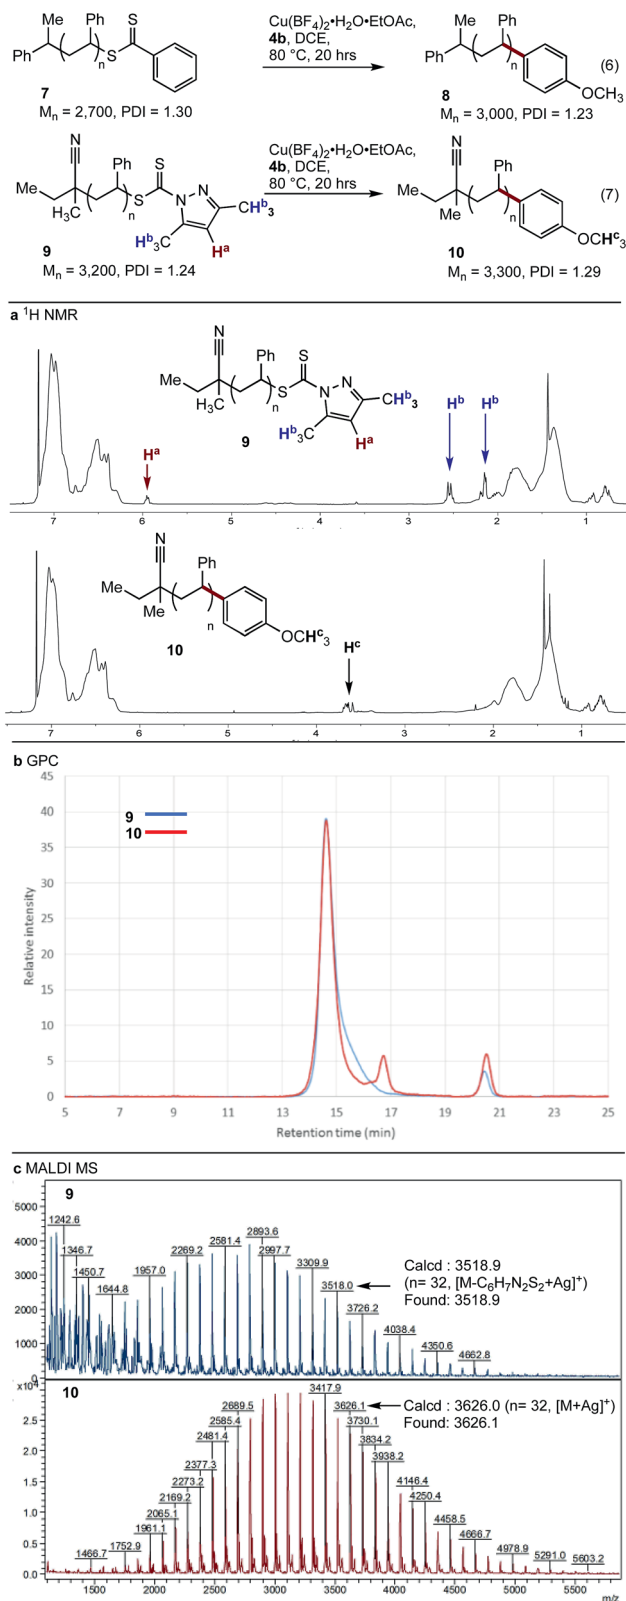 Me Ph S
Ph n S
7
Mn = 2,700, PDI = 1.30
Cu(BF4)2•H2O•EtOAc,
4b, DCE,
80 °C, 20 hrs
Me Ph
Ph n
OCH3
8
Mn = 3,000, PDI = 1.23
(6)
N
Ph S
H3C n S N N
CHb3
Hb3C
Ha
9
Mn = 3,200, PDI = 1.24
Cu(BF4)2•H2O•EtOAc,
4b, DCE,
80 °C, 20 hrs
N
Ph
Me n
OCHc3
10
Mn = 3,300, PDI = 1.29
(7)
a 1H NMR
N
Ph S
Me
H3C n S N N
CHb3
Hb3C
Ha
9
Ha
Hb Hb
7 6 5 4 3 2 1
N
Ph
Me
Me n
OCHc3
10
Hc
7 6 5 4 3 2 1
b GPC
9
10
Relative intensity
45
40
35
30
25
20
15
10
5
0
5 7 9 11 13 15 17 19 21 23 25
Retention time (min)
c MALDI MS
9
5000
4000
3000
2000
1000
0
1242.6
1346.7
1450.7
1644.8
1957.0
2269.2
2581.4
2893.6
2997.7
3309.9
3518.0
3726.2
4038.4
4350.6
4662.8
Calcd : 3518.9
(n= 32, [M-C6H7N2S2+Ag]+)
Found: 3518.9
x10^4
10
2.5
2.0
1.5
1.0
0.5
0.0
1466.7
1752.9
1961.1
2065.1
2169.2
2273.2
2377.3
2481.4
2585.4
2689.5
3417.9
3626.1
3730.1
3834.2
3938.2
4146.4
4250.4
4458.5
4666.7
4978.9
5291.0
5603.2
Calcd : 3626.0 (n= 32, [M+Ag]+)
Found: 3626.1
1500 2000 2500 3000 3500 4000 4500 5000 5500
m/z